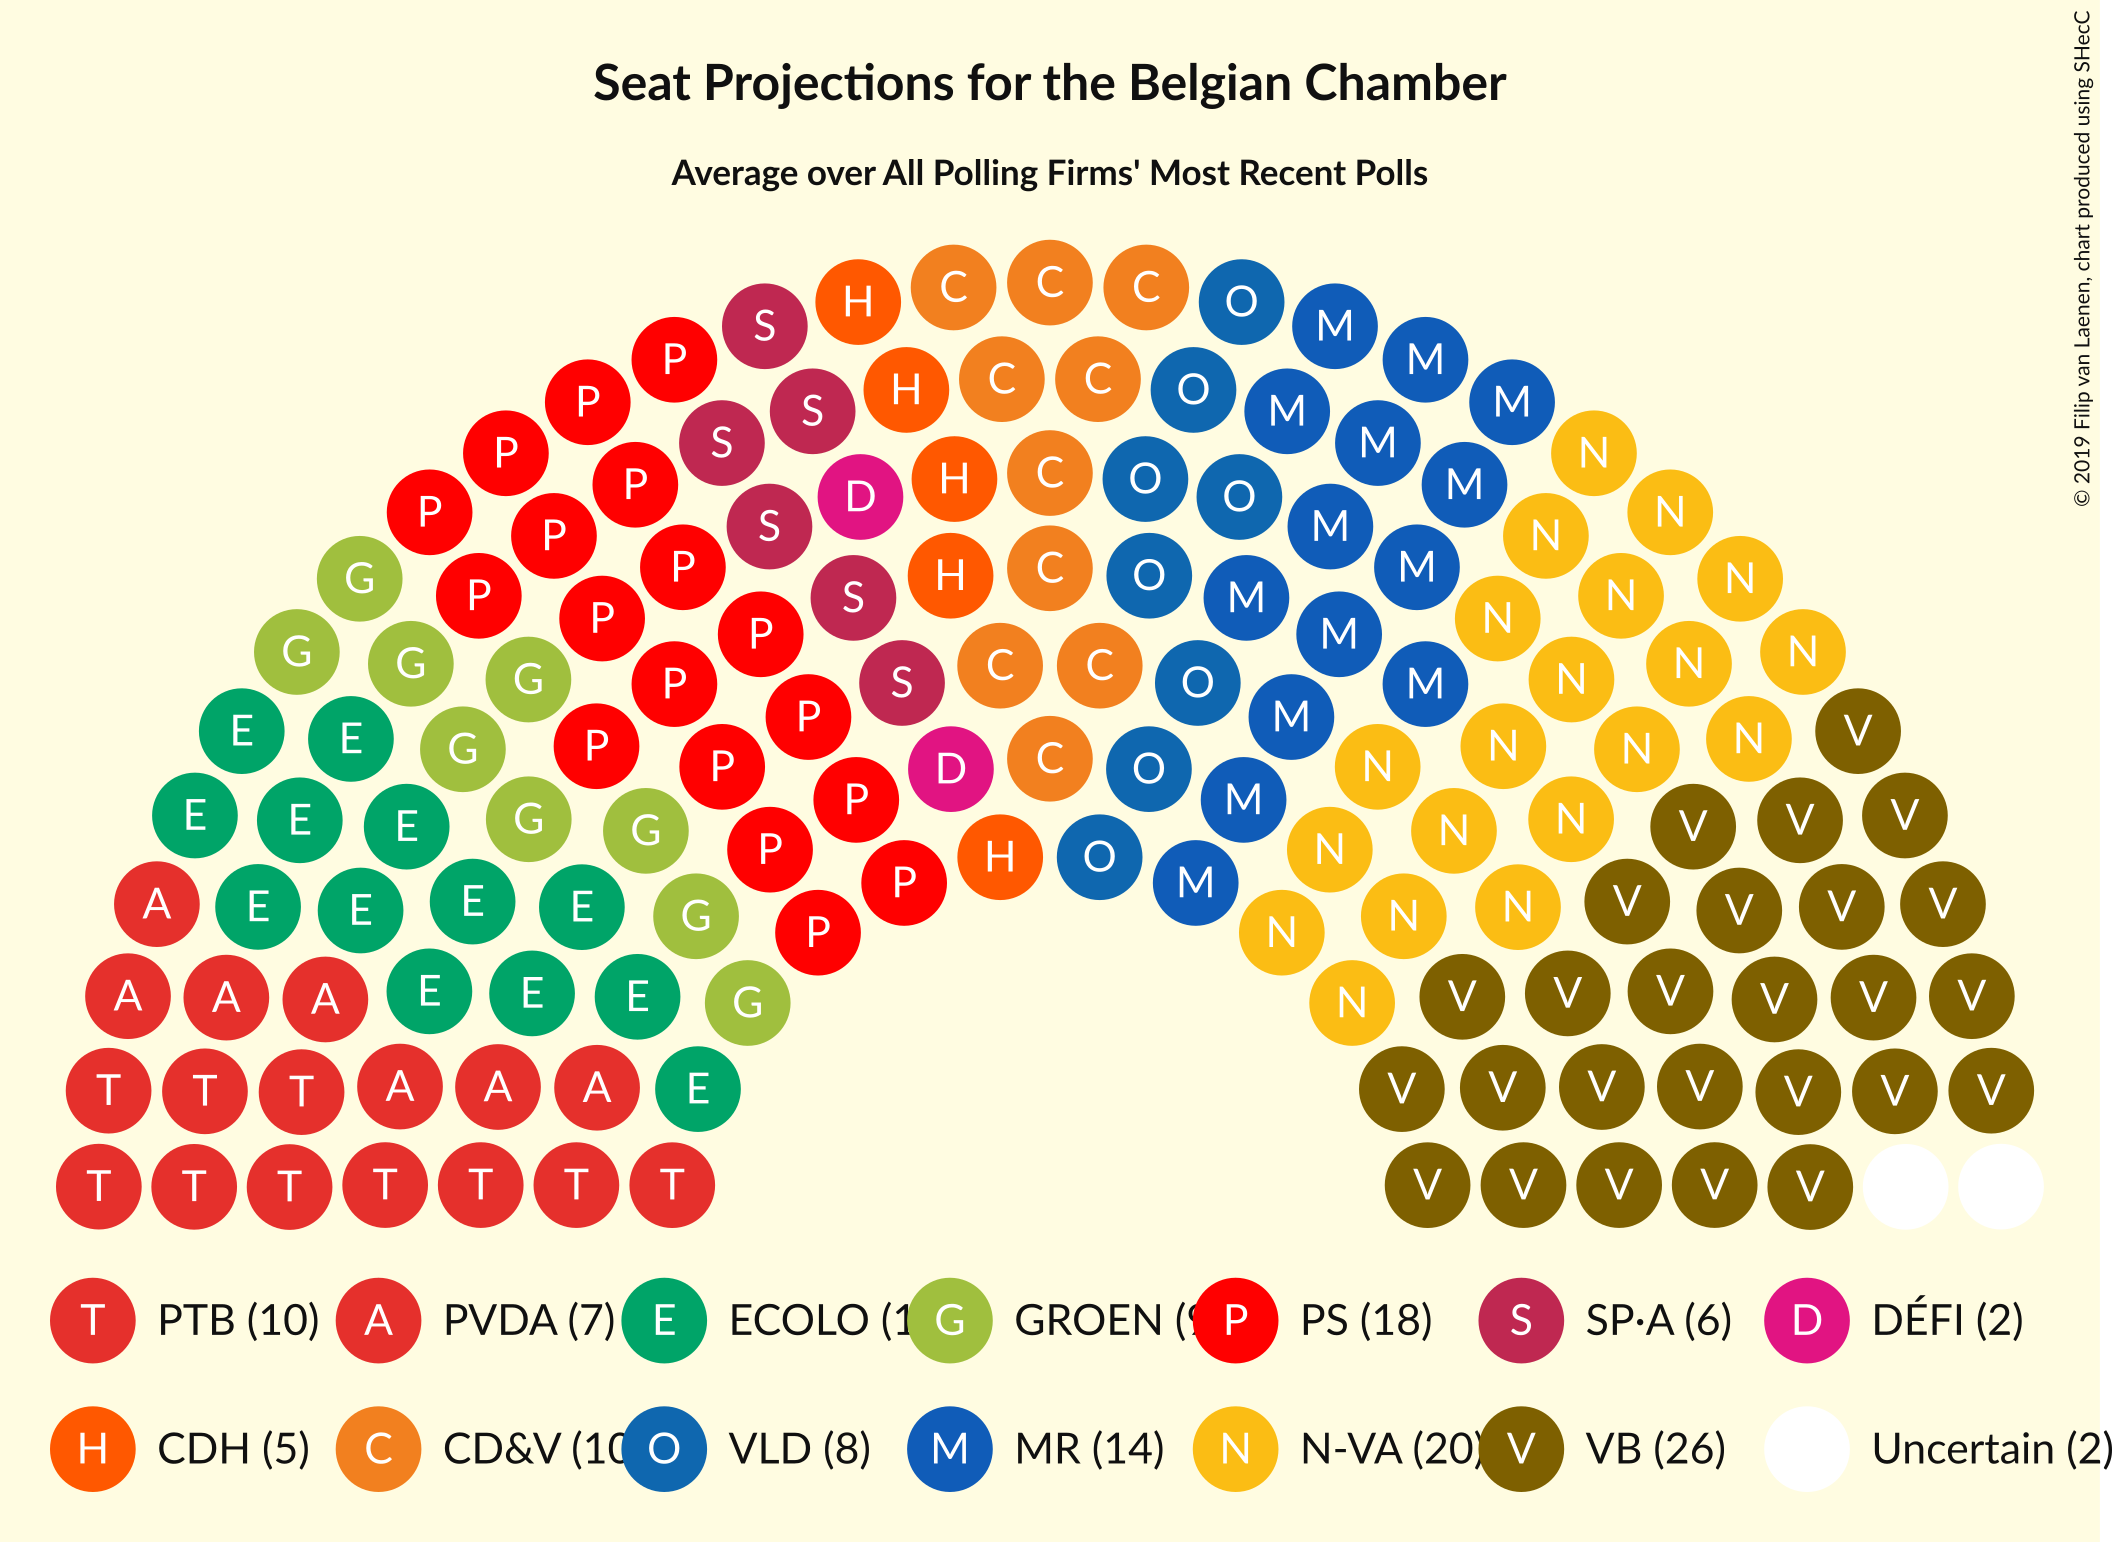 Seat Projections for the Belgian Chamber
Average over All Polling Firms' Most Recent Polls
© 2019 Filip van Laenen, chart produced using SHecC
H C C C O
S M
P M
H C C O
P S S M M
P S M N
P D H C O O M
P P S M N N
G P P H C O M M N
P P S M N N
P M
G G G P S C C O M N N N
E E G P P P D C O M N N N N V
E E E G G P P M N N N V V V
A E E E E G P P H O M N N N V V V V
A A A E E E G N V V V V V V
T T T A A A E V V V V V V V
T T T T T T T V V V V V
T PTB (10) A PVDA (7) E ECOLO (1 G GROEN ( P PS (18) S SP·A (6) D DÉFI (2)
H CDH (5) C CD&V (10 O VLD (8) M MR (14) N N-VA (20) V VB (26) Uncertain (2)